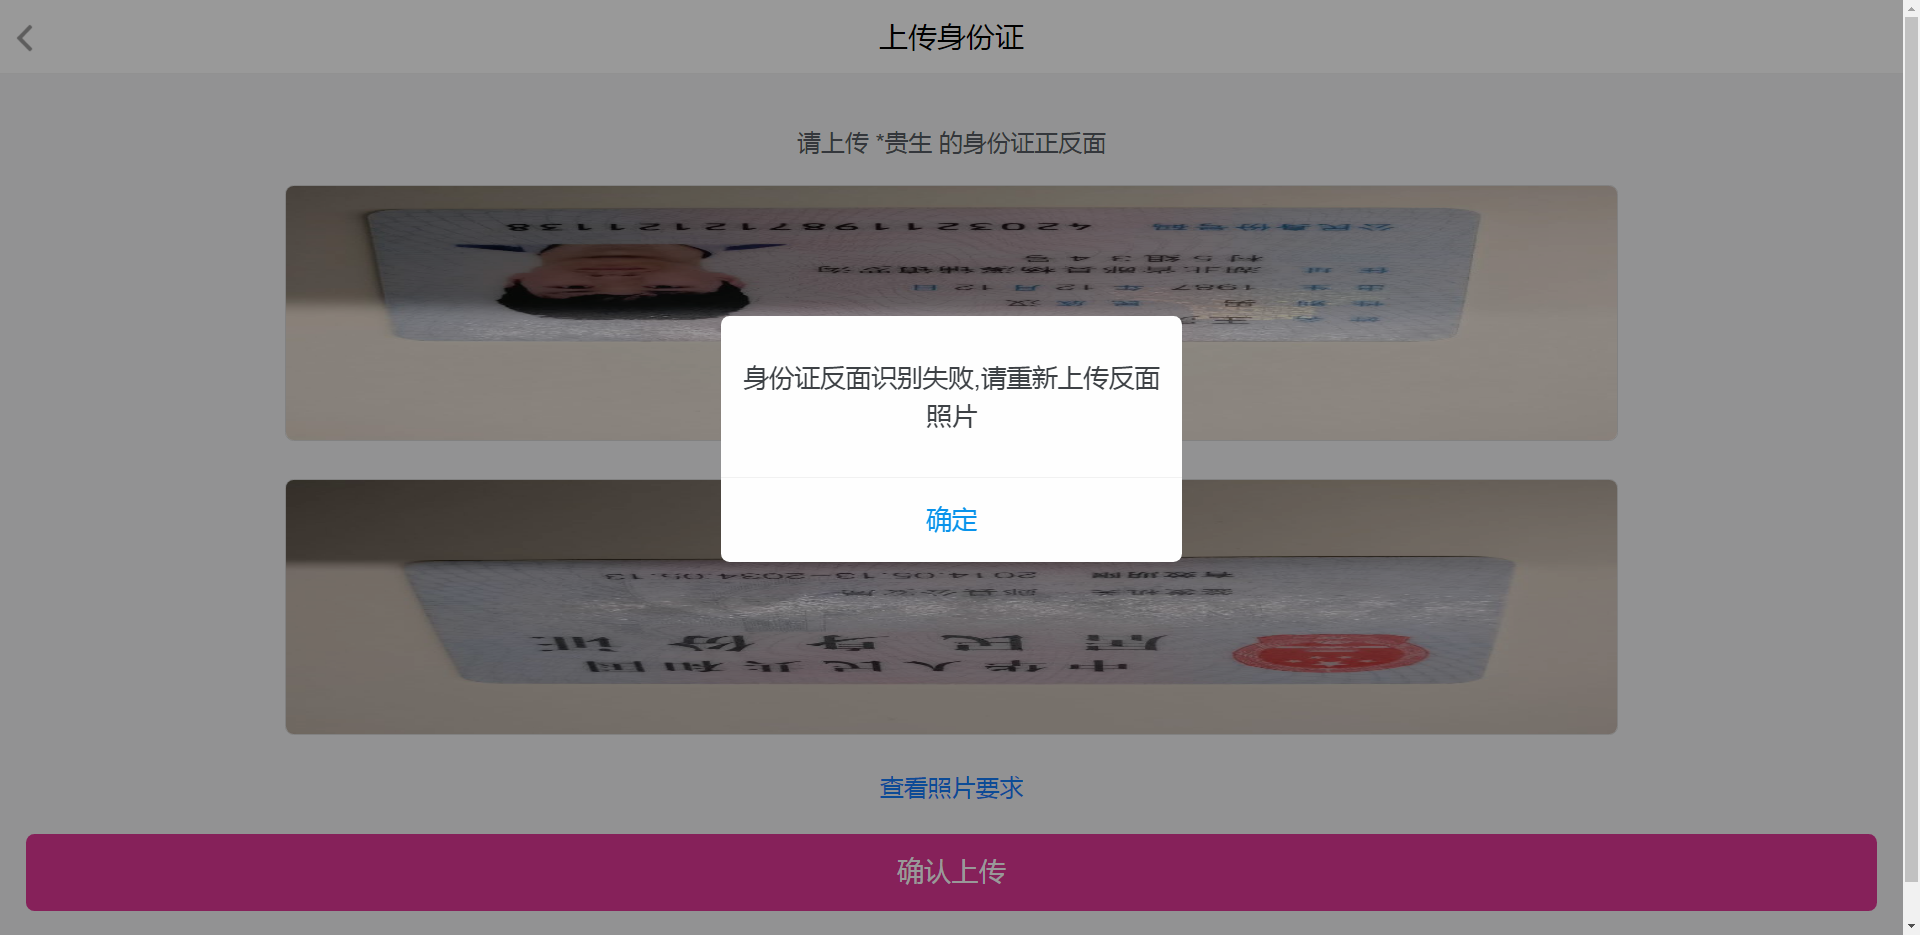 上传身份证
请上传 *贵生 的身份证正反面
姓 名 王
性 别 男 民 族 汉
出 生 1987 年 12 月 12 日
住 址 湖北省郧县杨溪铺镇罗沟
村5组34号
公民身份号码 420321198712121138
身份证反面识别失败,请重新上传反面
照片
确定
中华人民共和国
居民身份证
签发机关 郧县公安局
有效期限 2014.05.13-2034.05.13
查看照片要求
确认上传